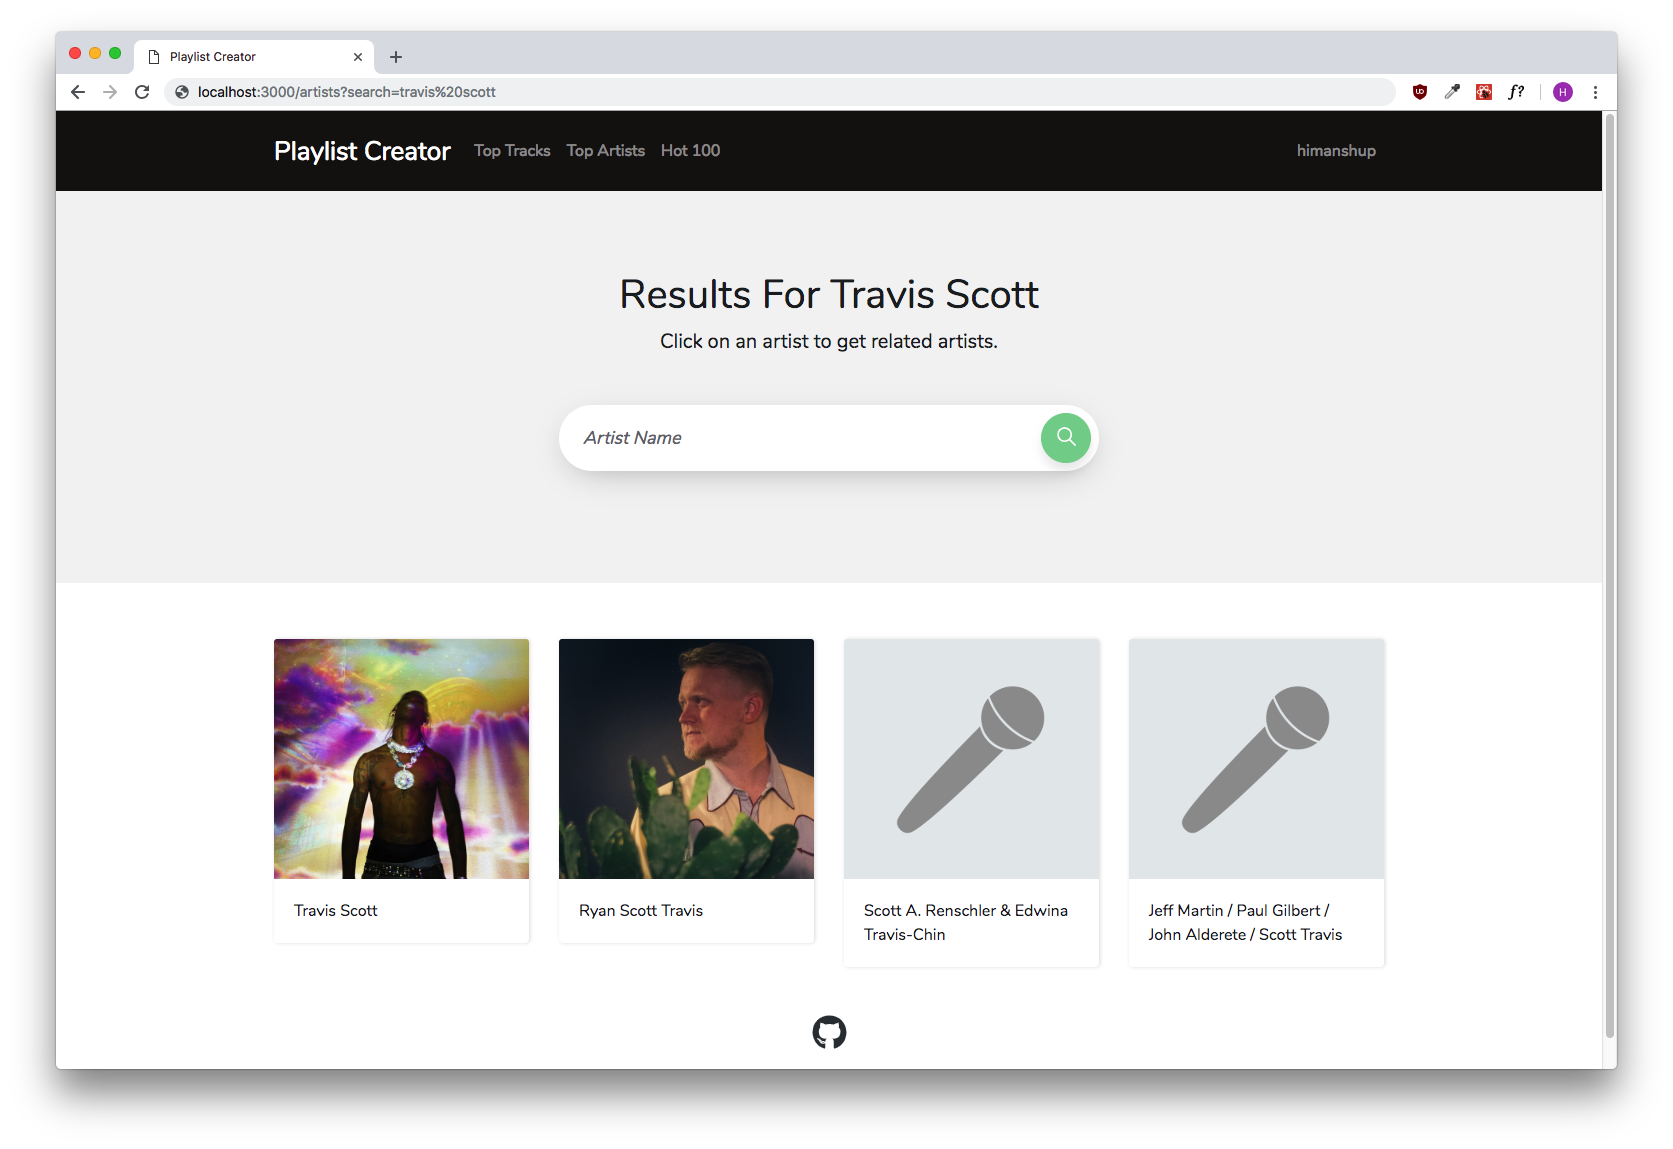 Playlist Creator
localhost:3000/artists?search=travis%20scott
f?
H
Playlist Creator
Top Tracks
Top Artists
Hot 100
himanshup
Results For Travis Scott
Click on an artist to get related artists.
Artist Name
Travis Scott
Ryan Scott Travis
Scott A. Renschler & Edwina
Travis-Chin
Jeff Martin / Paul Gilbert /
John Alderete / Scott Travis